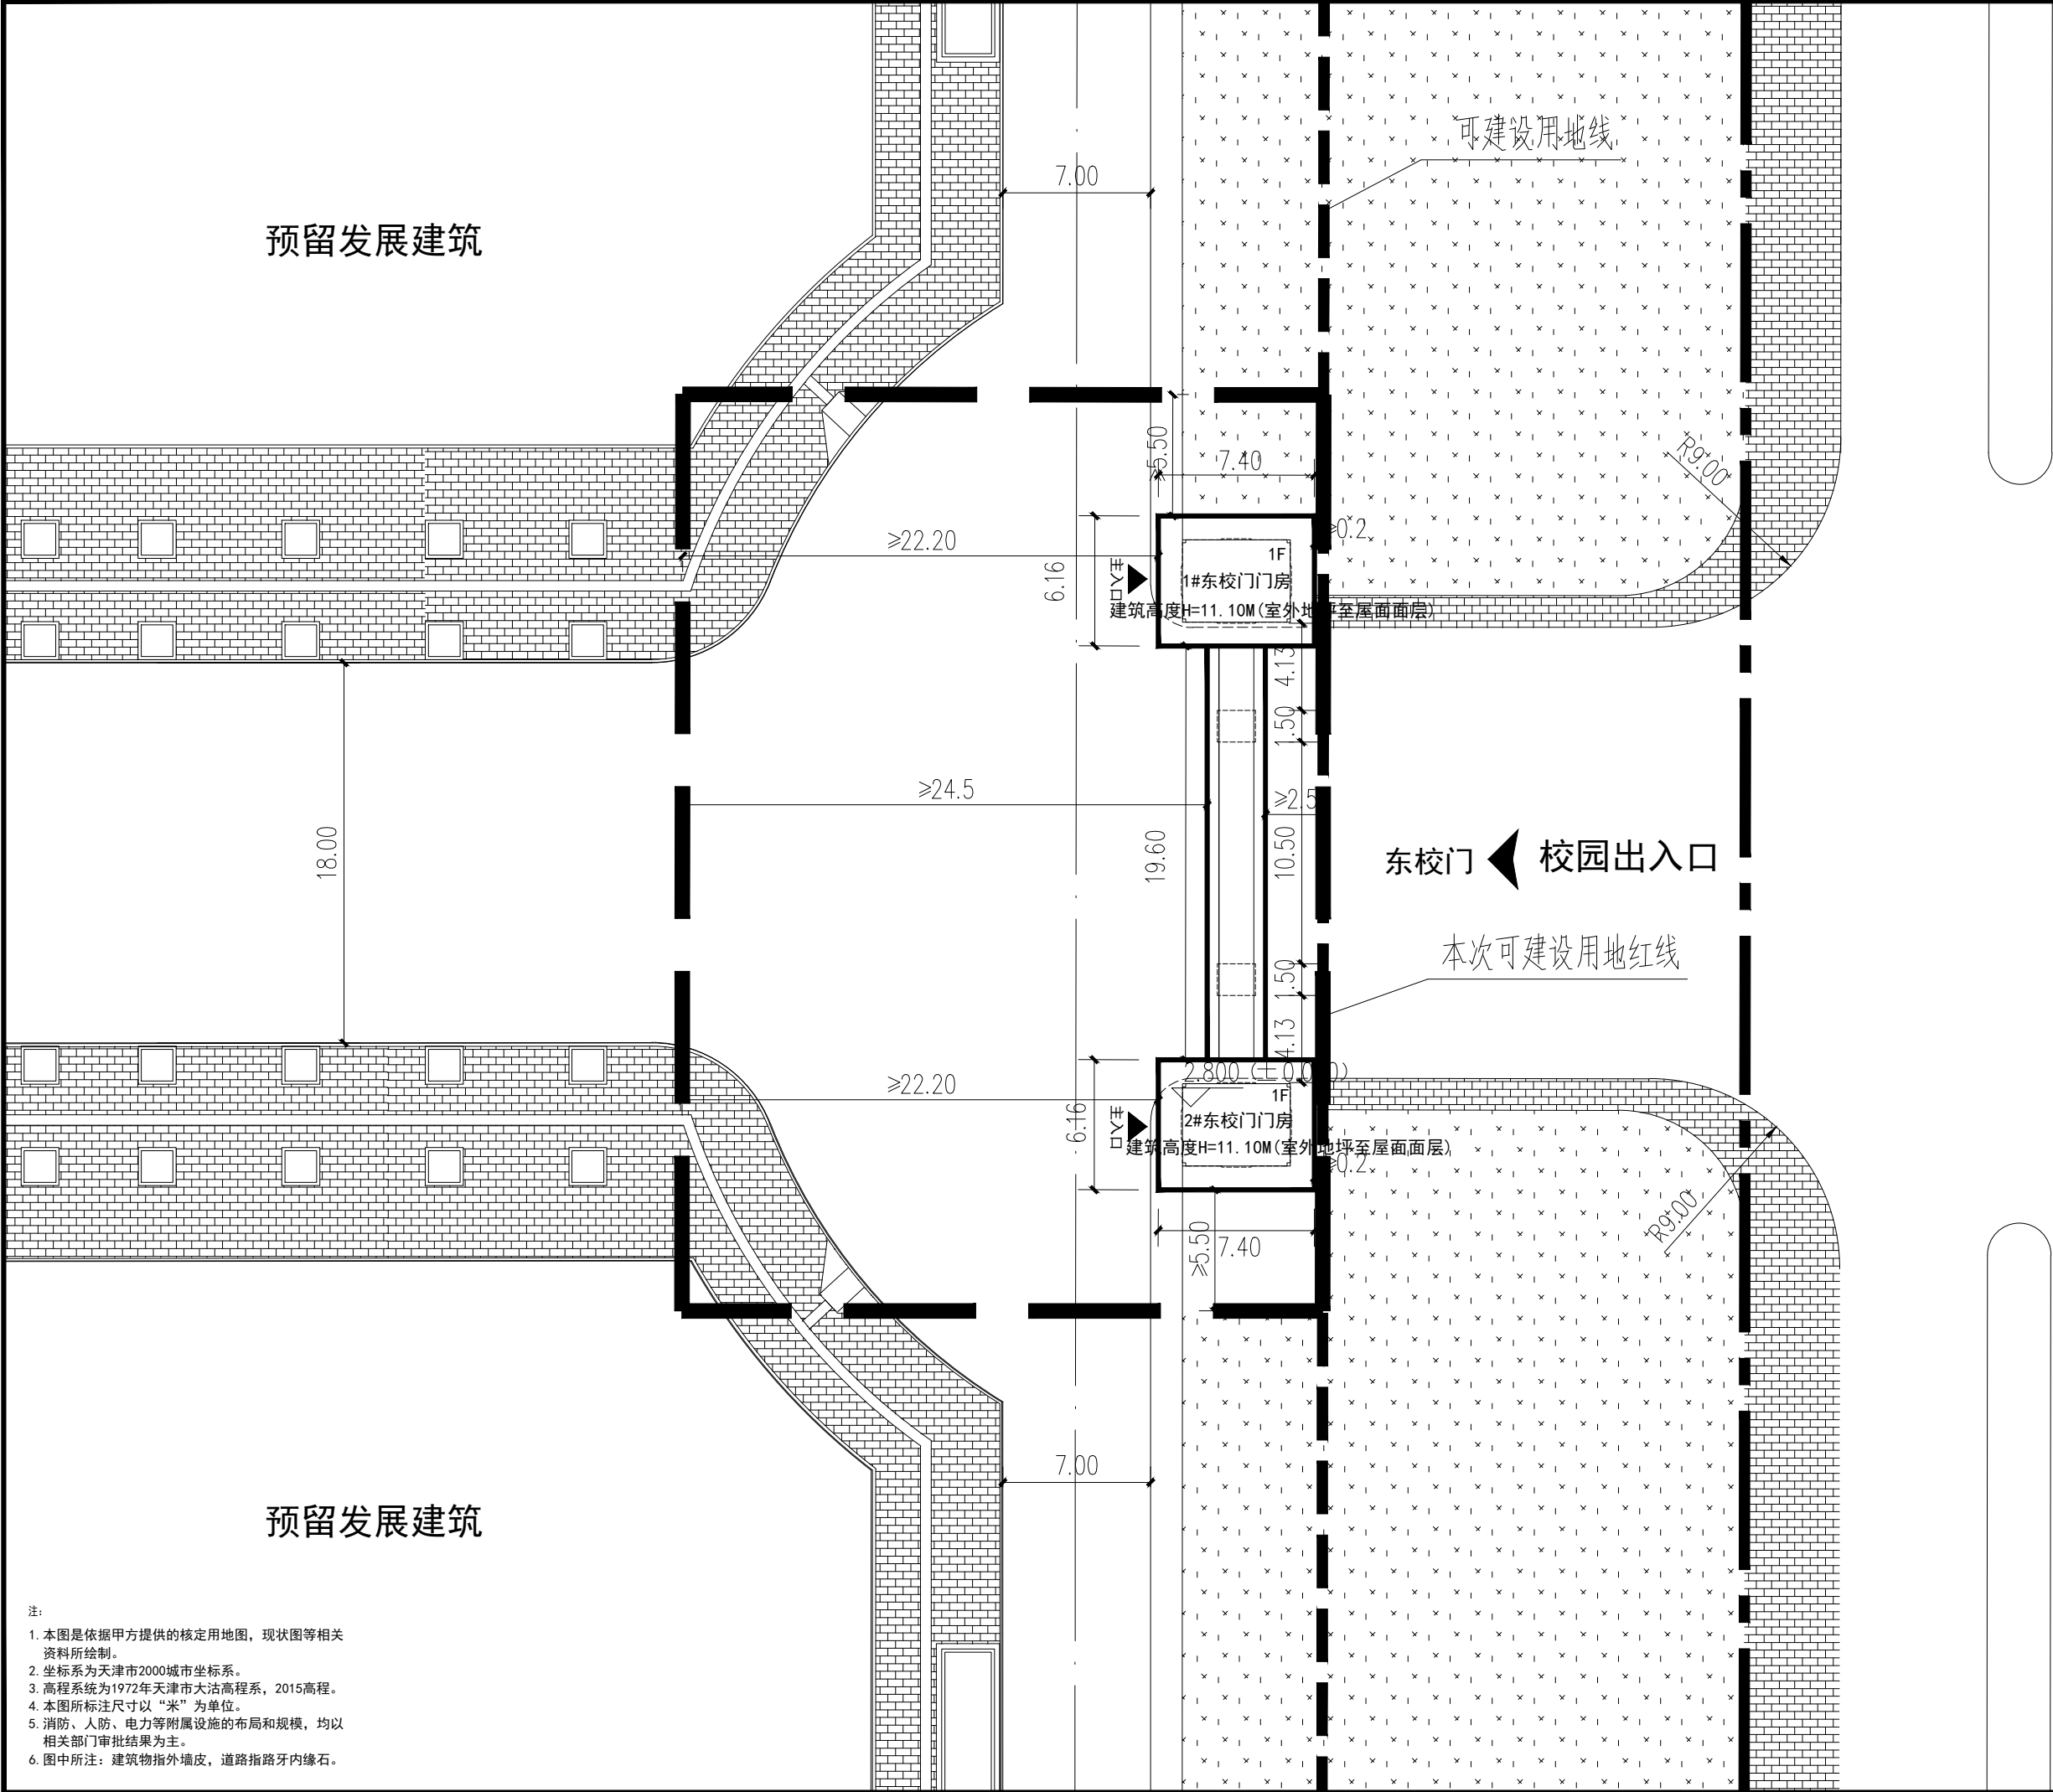 可建设用地线
7.00
预留发展建筑
R9.00
≥5.50
7.40
≥22.20
≥0.2
6.16
主入口
1F
1#东校门门房
建筑高度H=11.10M(室外地坪至屋面面层)
4.13
1.50
≥24.5
≥2.5
18.00
19.60
10.50
东校门
校园出入口
本次可建设用地红线
1.50
4.13
2.800 (±0.000)
≥22.20
6.16
主入口
1F
2#东校门门房
建筑高度H=11.10M(室外地坪至屋面面层)
≥0.2
R9.00
≥5.50
7.40
7.00
预留发展建筑
注:
1. 本图是依据甲方提供的核定用地图, 现状图等相关
资料所绘制。
2. 坐标系为天津市2000城市坐标系。
3. 高程系统为1972年天津市大沽高程系, 2015高程。
4. 本图所标注尺寸以“米”为单位。
5. 消防、人防、电力等附属设施的布局和规模, 均以
相关部门审批结果为主。
6. 图中所注: 建筑物指外墙皮, 道路指路牙内缘石。